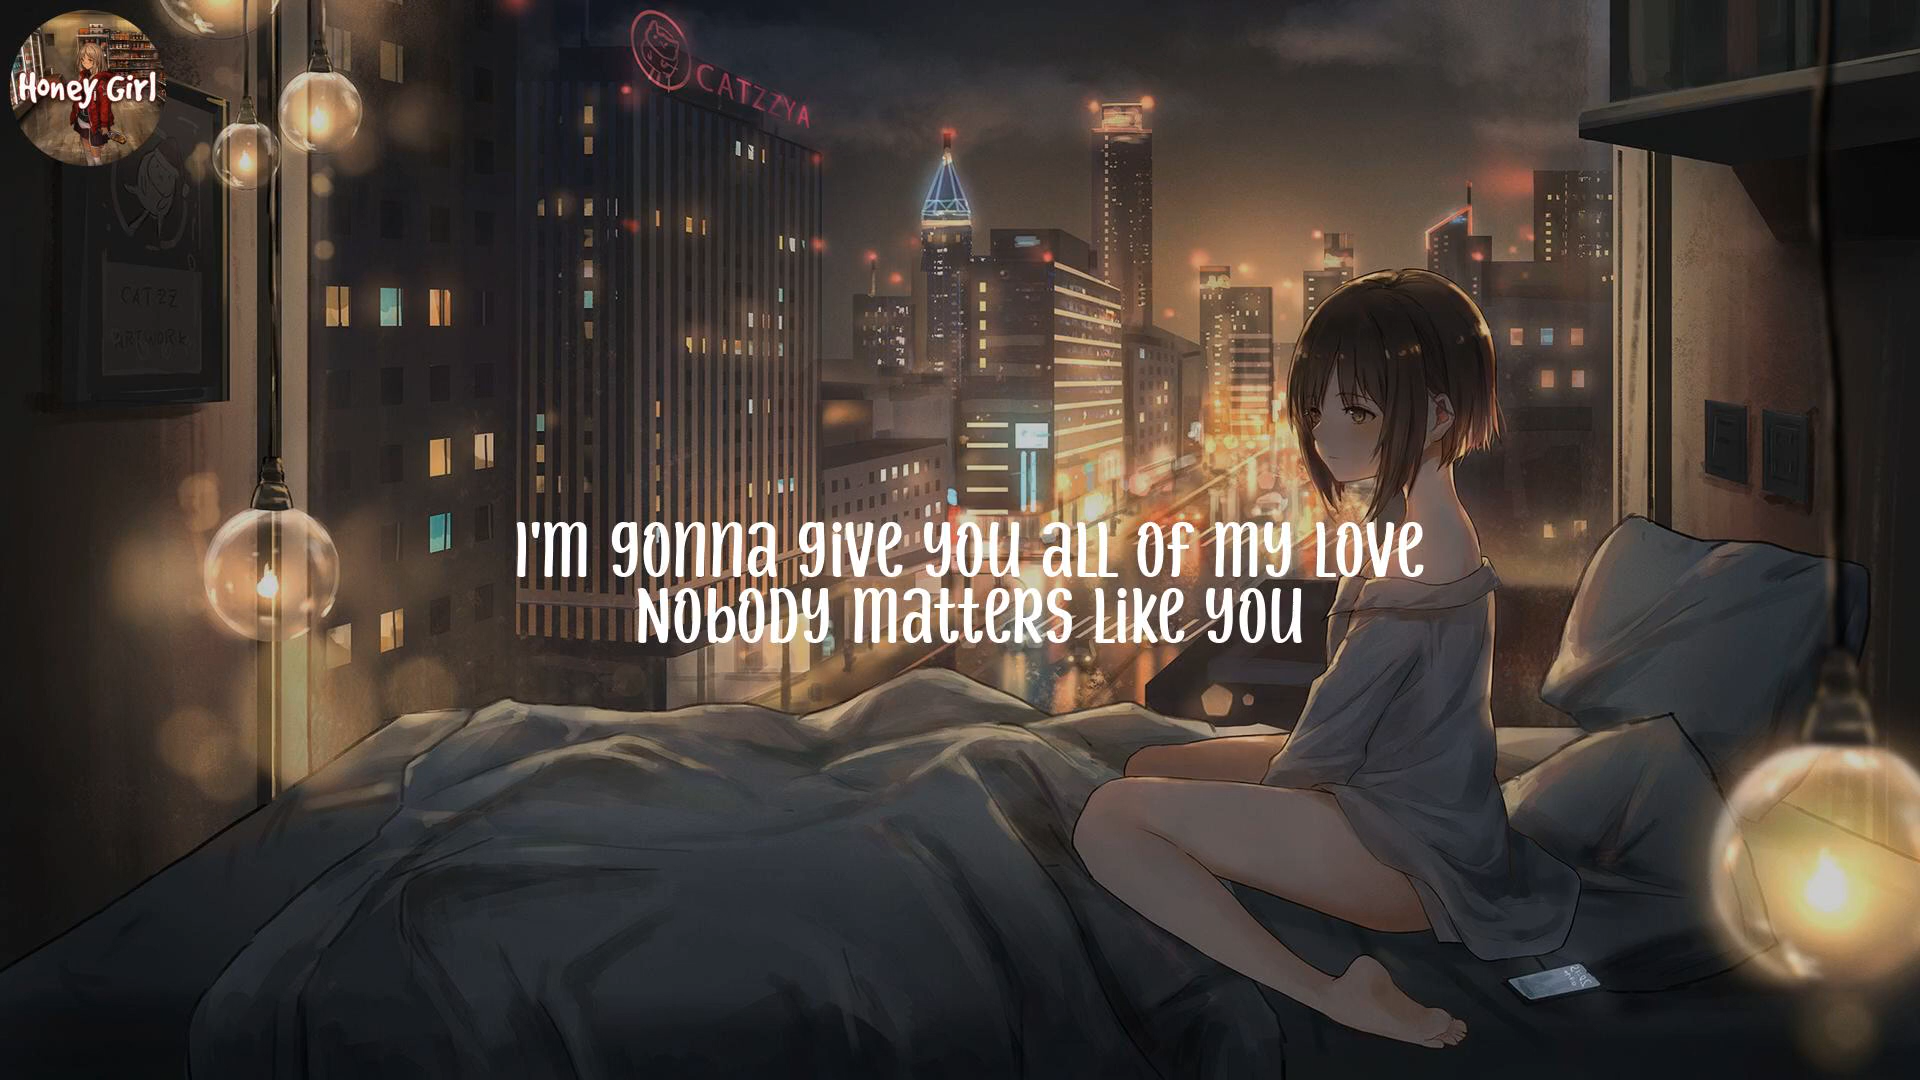 Honey Girl
CATZZYA
CATZZ
ARTWORK
I'm gonna give you all of my love
Nobody matters like you